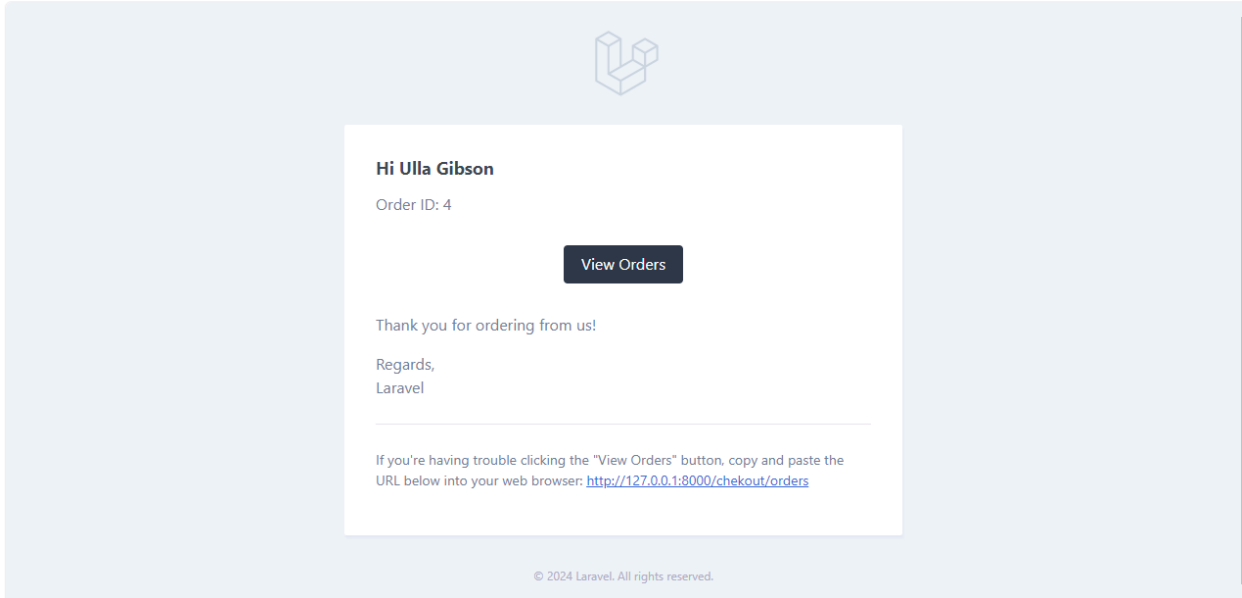 Hi Ulla Gibson
Order ID: 4
View Orders
Thank you for ordering from us!
Regards,
Laravel
If you're having trouble clicking the "View Orders" button, copy and paste the
URL below into your web browser: http://127.0.0.1:8000/chekout/orders
© 2024 Laravel. All rights reserved.